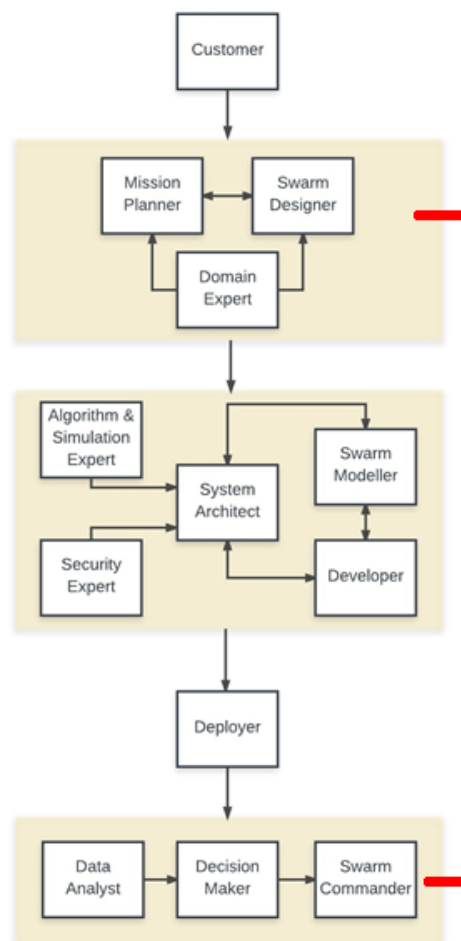 Customer
Mission
Planner
Swarm
Designer
Domain
Expert
Algorithm &
Simulation
Expert
System
Architect
Swarm
Modeller
Security
Expert
Developer
Deployer
Data
Analyst
Decision
Maker
Swarm
Commander